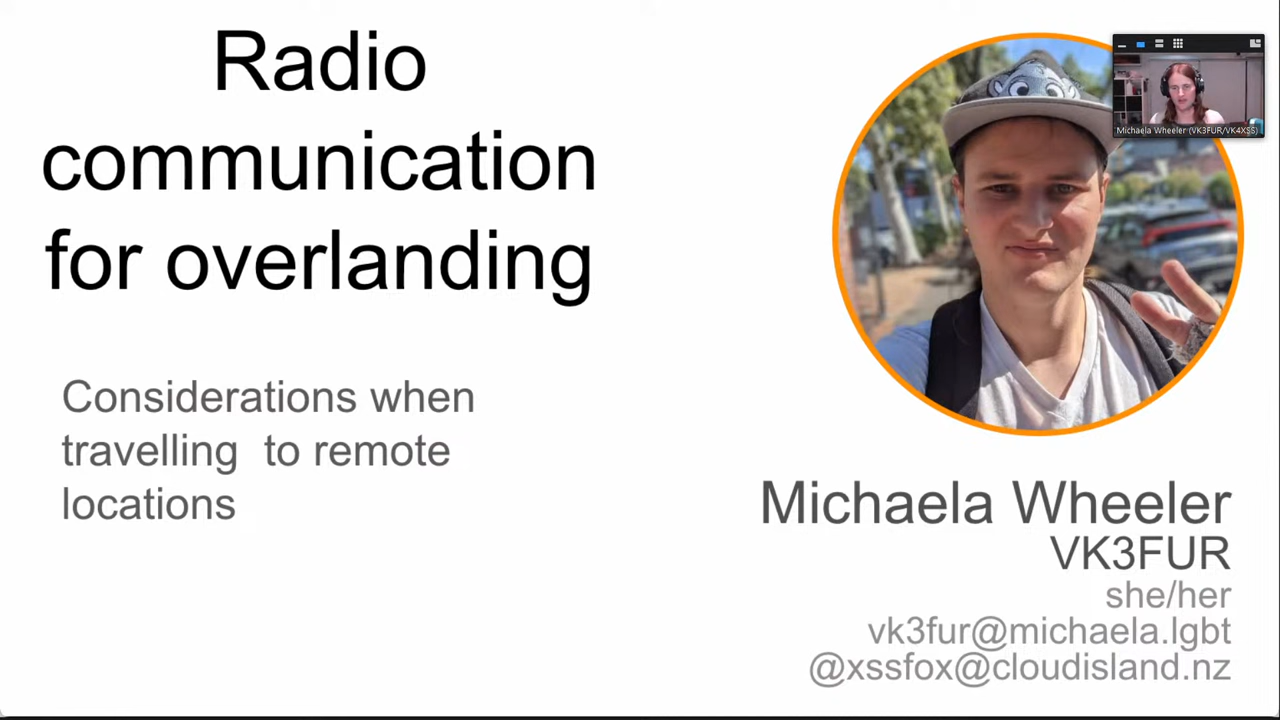 Radio
communication
for overlanding
Considerations when
travelling to remote
locations
Michaela Wheeler (VK3FUR/VK4XSS)
Michaela Wheeler
VK3FUR
she/her
vk3fur@michaela.lgbt
@xssfox@cloudisland.nz